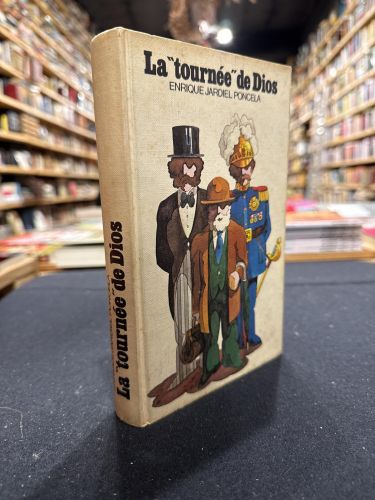 La "tournée" de Dios
ENRIQUE JARDIEL PONCELA
La "tournée" de Dios